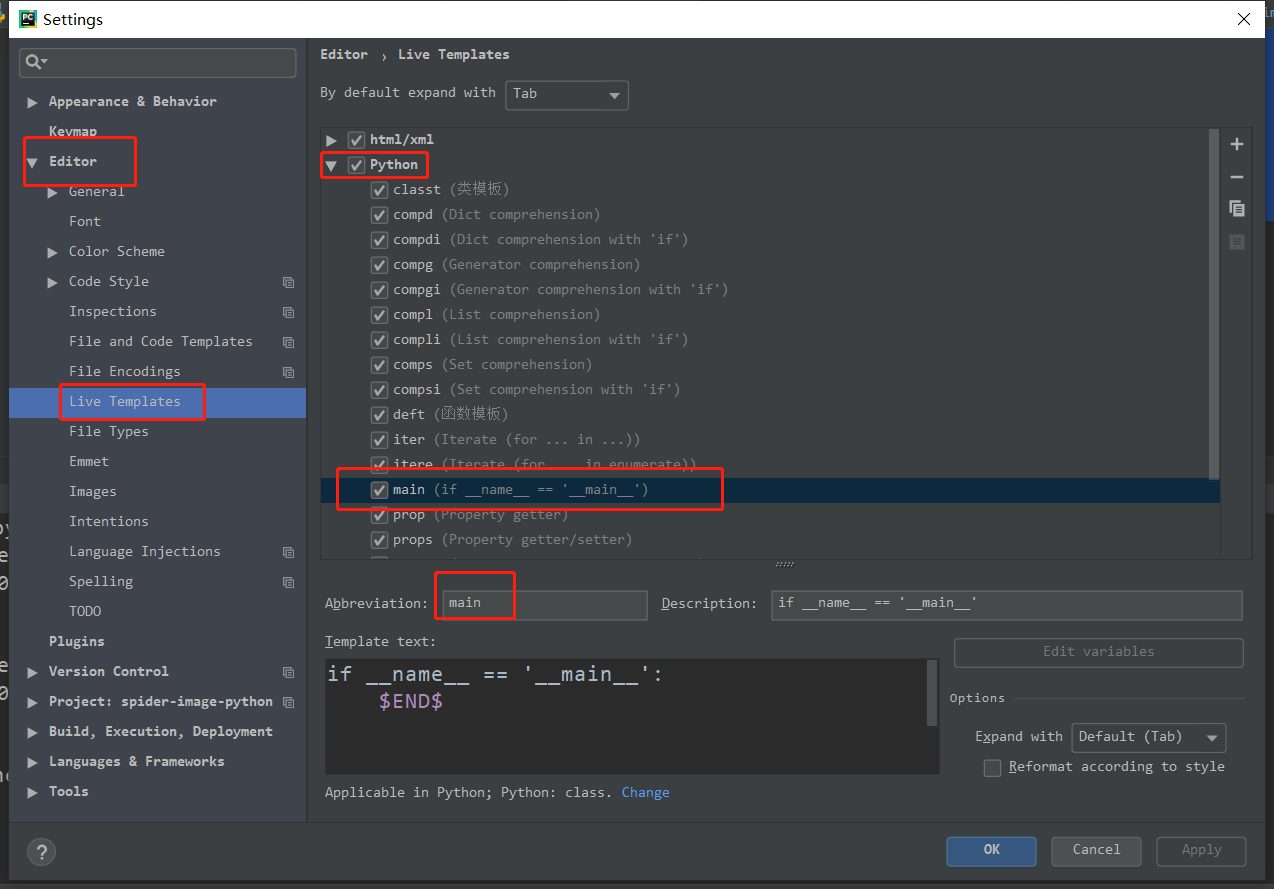 Settings
Appearance & Behavior
Keymap
Editor
General
Font
Color Scheme
Code Style
Inspections
File and Code Templates
File Encodings
Live Templates
File Types
Emmet
Images
Intentions
Language Injections
Spelling
TODO
Plugins
Version Control
Project: spider-image-python
Build, Execution, Deployment
Languages & Frameworks
Tools
Editor › Live Templates
By default expand with Tab
html/xml
Python
classt (类模板)
compd (Dict comprehension)
compdi (Dict comprehension with 'if')
compg (Generator comprehension)
compgi (Generator comprehension with 'if')
compl (List comprehension)
compli (List comprehension with 'if')
comps (Set comprehension)
compsi (Set comprehension with 'if')
deft (函数模板)
iter (Iterate (for ... in ...))
itere (Iterate (for ... in enumerate))
main (if __name__ == '__main__')
prop (Property getter)
props (Property getter/setter)
Abbreviation: main Description: if __name__ == '__main__'
Template text:
if __name__ == '__main__':
$END$
Edit variables
Options
Expand with Default (Tab)
Reformat according to style
Applicable in Python; Python: class. Change
?
OK Cancel Apply